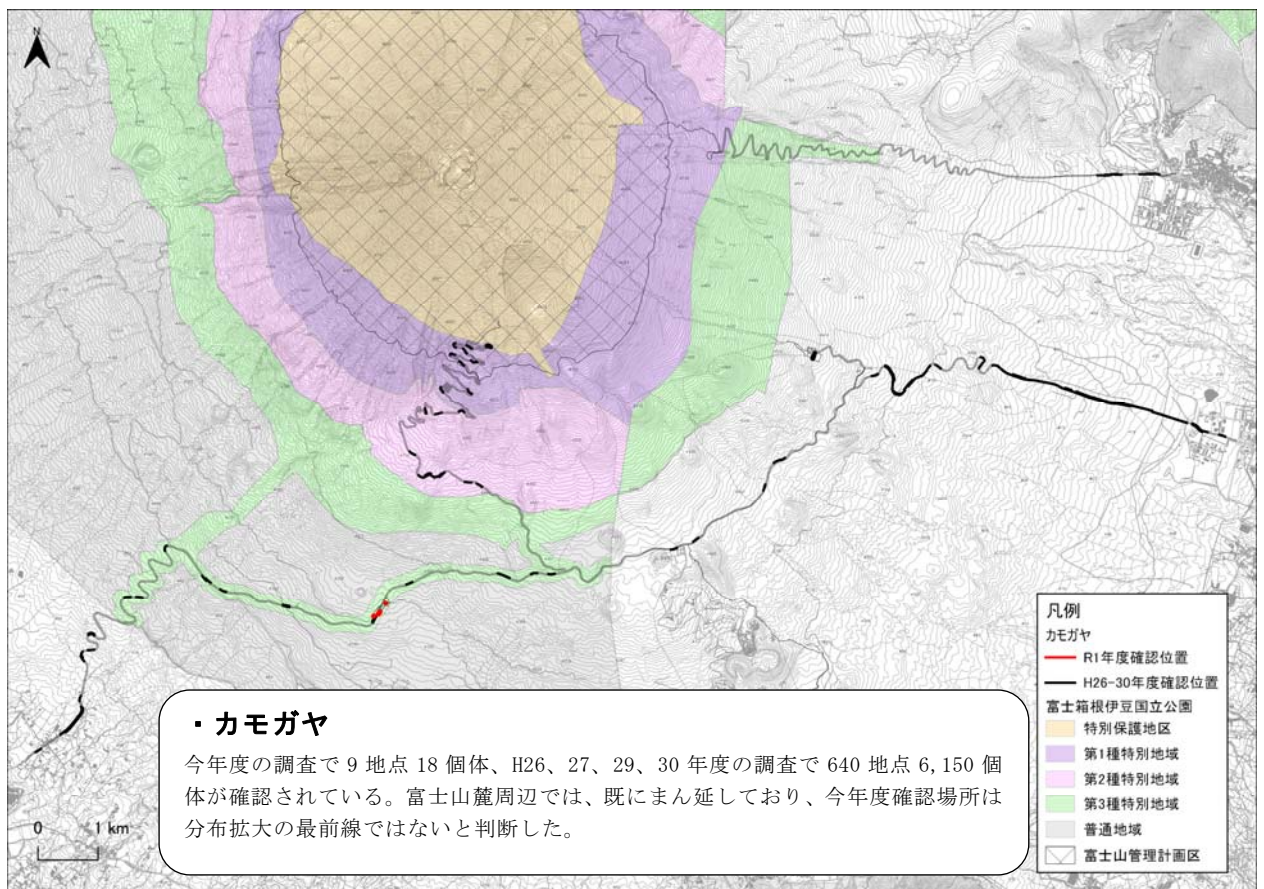 N
・カモガヤ
今年度の調査で 9 地点 18 個体、H26、27、29、30 年度の調査で 640 地点 6,150 個
体が確認されている。富士山麓周辺では、既にまん延しており、今年度確認場所は
分布拡大の最前線ではないと判断した。
0 1 km
凡例
カモガヤ
R1年度確認位置
H26-30年度確認位置
富士箱根伊豆国立公園
特別保護地区
第1種特別地域
第2種特別地域
第3種特別地域
普通地域
富士山管理計画区